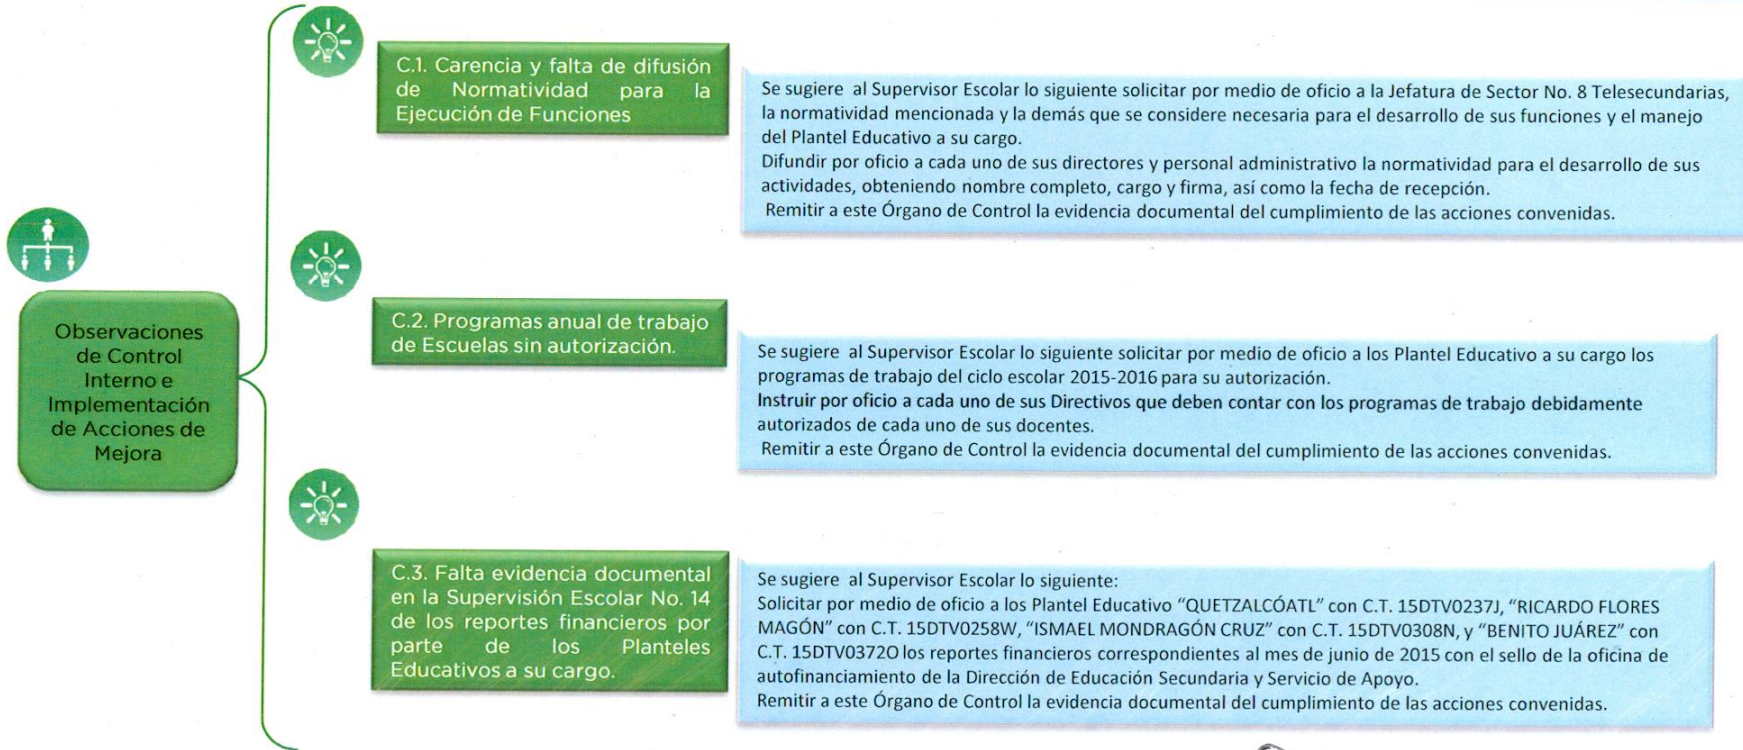 Observaciones
de Control
Interno e
Implementación
de Acciones de
Mejora
C.1. Carencia y falta de difusión
de Normatividad para la
Ejecución de Funciones
Se sugiere al Supervisor Escolar lo siguiente solicitar por medio de oficio a la Jefatura de Sector No. 8 Telesecundarias,
la normatividad mencionada y la demás que se considere necesaria para el desarrollo de sus funciones y el manejo
del Plantel Educativo a su cargo.
Difundir por oficio a cada uno de sus directores y personal administrativo la normatividad para el desarrollo de sus
actividades, obteniendo nombre completo, cargo y firma, así como la fecha de recepción.
Remitir a este Órgano de Control la evidencia documental del cumplimiento de las acciones convenidas.
C.2. Programas anual de trabajo
de Escuelas sin autorización.
Se sugiere al Supervisor Escolar lo siguiente solicitar por medio de oficio a los Plantel Educativo a su cargo los
programas de trabajo del ciclo escolar 2015-2016 para su autorización.
Instruir por oficio a cada uno de sus Directivos que deben contar con los programas de trabajo debidamente
autorizados de cada uno de sus docentes.
Remitir a este Órgano de Control la evidencia documental del cumplimiento de las acciones convenidas.
C.3. Falta evidencia documental
en la Supervisión Escolar No. 14
de los reportes financieros por
parte de los Planteles
Educativos a su cargo.
Se sugiere al Supervisor Escolar lo siguiente:
Solicitar por medio de oficio a los Plantel Educativo “QUETZALCÓATL” con C.T. 15DTV0237J, “RICARDO FLORES
MAGÓN” con C.T. 15DTV0258W, “ISMAEL MONDRAGÓN CRUZ” con C.T. 15DTV0308N, y “BENITO JUÁREZ” con
C.T. 15DTV0372O los reportes financieros correspondientes al mes de junio de 2015 con el sello de la oficina de
autofinanciamiento de la Dirección de Educación Secundaria y Servicio de Apoyo.
Remitir a este Órgano de Control la evidencia documental del cumplimiento de las acciones convenidas.